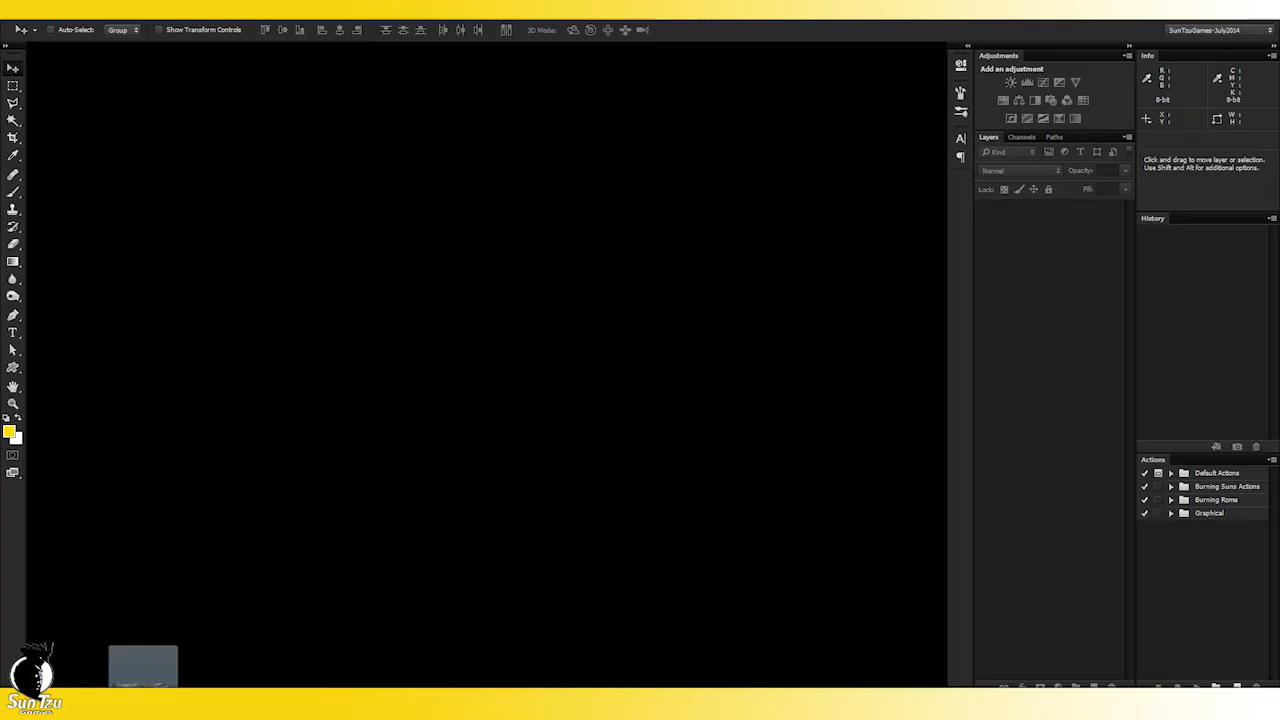 Auto-Select: Group Show Transform Controls 3D Mode: SunTzuGames-July2014
Adjustments
Add an adjustment
Layers Channels Paths
Kind
Normal Opacity:
Lock: Fill:
A|
Info
R: C:
G: M:
B: Y:
K:
8-bit 8-bit
X: W:
Y: H:
Click and drag to move layer or selection.
Use Shift and Alt for additional options.
History
Actions
Default Actions
Burning Suns Actions
Burning Rome
Graphical
T
Sun Tzu
Games